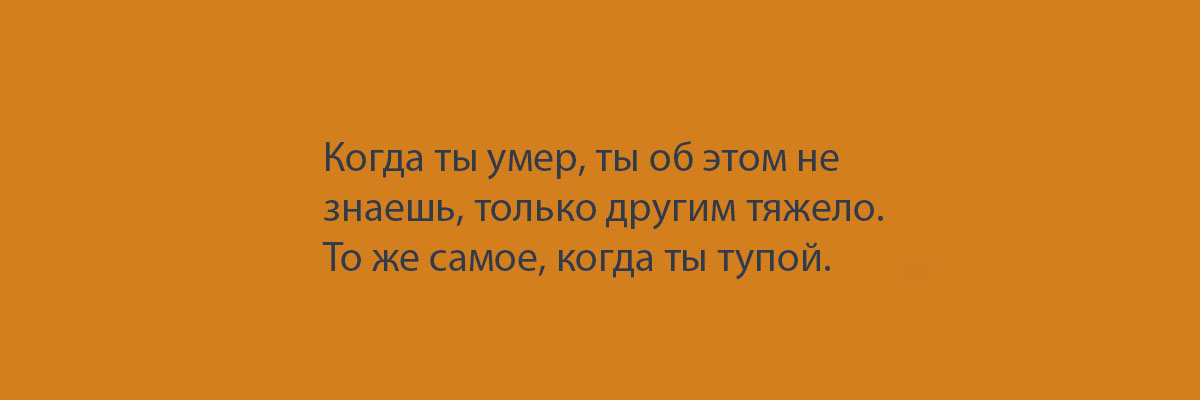 Когда ты умер, ты об этом не
знаешь, только другим тяжело.
То же самое, когда ты тупой.